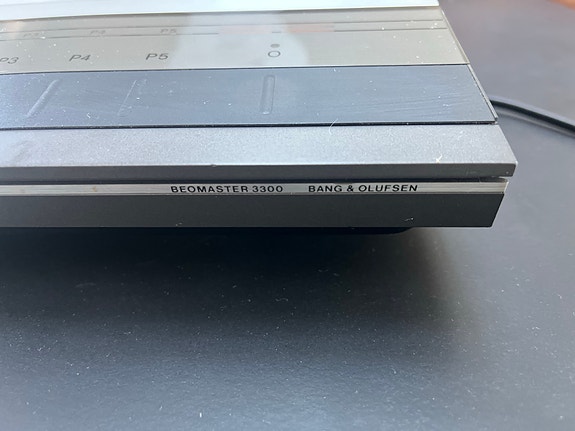 P3 P4 P5
BEOMASTER 3300 BANG & OLUFSEN